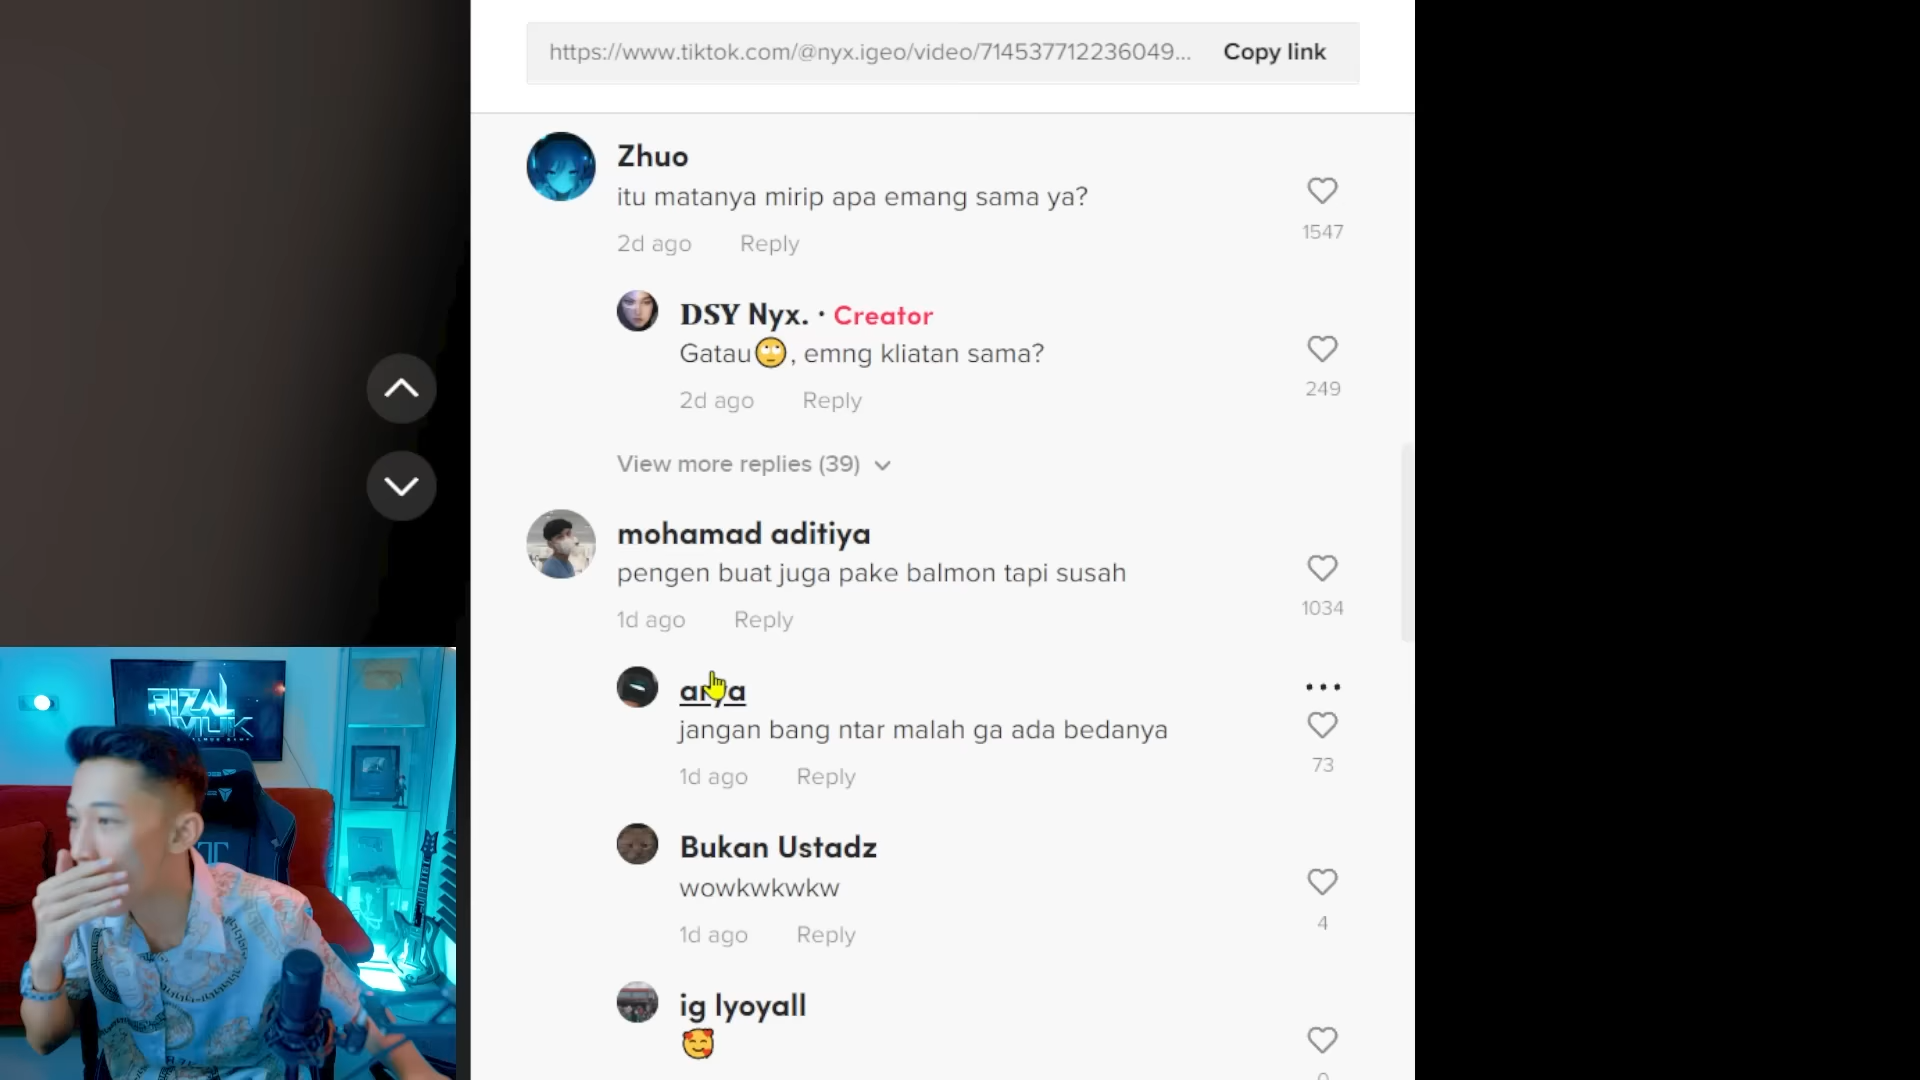 https://www.tiktok.com/@nyx.igeo/video/714537712236049... Copy link
Zhuo
itu matanya mirip apa emang sama ya?
1547
2d ago Reply
DSY Nyx. · Creator
Gatau🙄, emng kliatan sama?
249
2d ago Reply
View more replies (39)
mohamad aditiya
pengen buat juga pake balmon tapi susah
1034
1d ago Reply
jangan bang ntar malah ga ada bedanya
73
1d ago Reply
Bukan Ustadz
wowkwkwkw
4
1d ago Reply
ig lyoyall
🥰
RIZAL